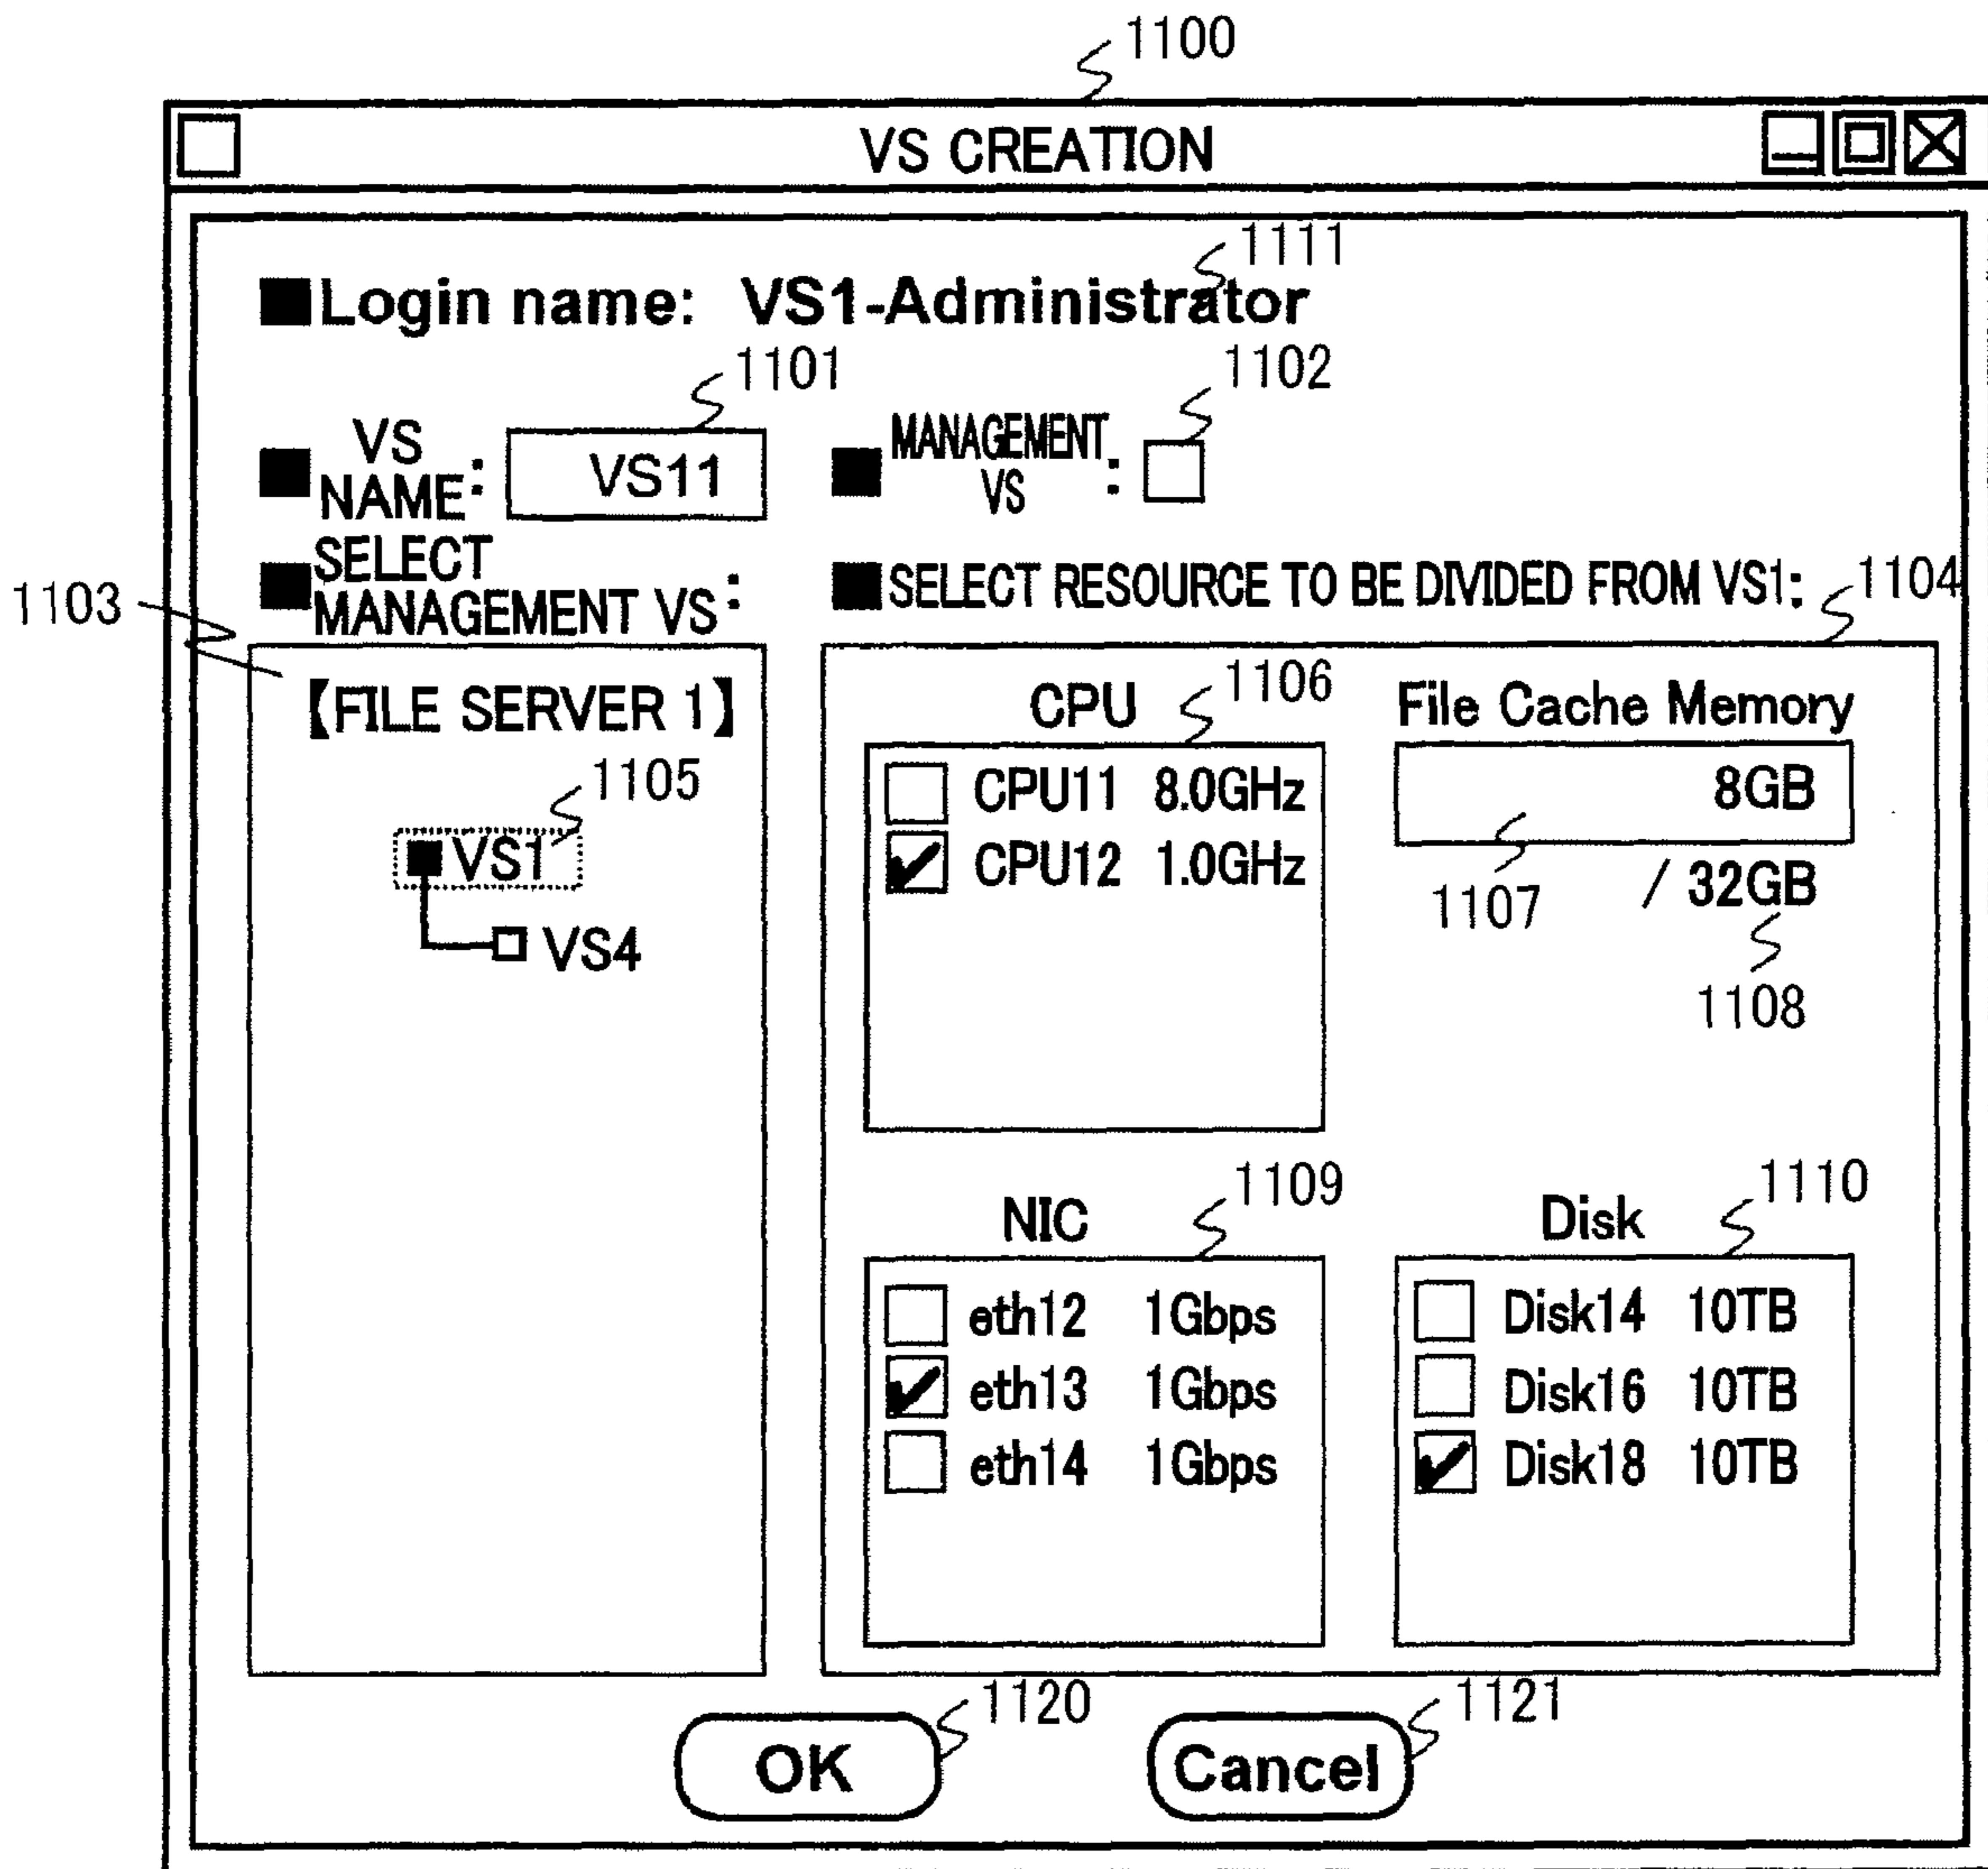 1100
VS CREATION
1111
■Login name: VS1-Administrator
1101
1102
■VS NAME: VS11
■MANAGEMENT VS:
■SELECT MANAGEMENT VS:
■SELECT RESOURCE TO BE DIVIDED FROM VS1:
1103
1104
【FILE SERVER 1】
1105
■VS1
VS4
CPU
1106
CPU11 8.0GHz
CPU12 1.0GHz
File Cache Memory
8GB
1107
/ 32GB
1108
NIC
1109
eth12 1Gbps
eth13 1Gbps
eth14 1Gbps
Disk
1110
Disk14 10TB
Disk16 10TB
Disk18 10TB
OK
1120
Cancel
1121